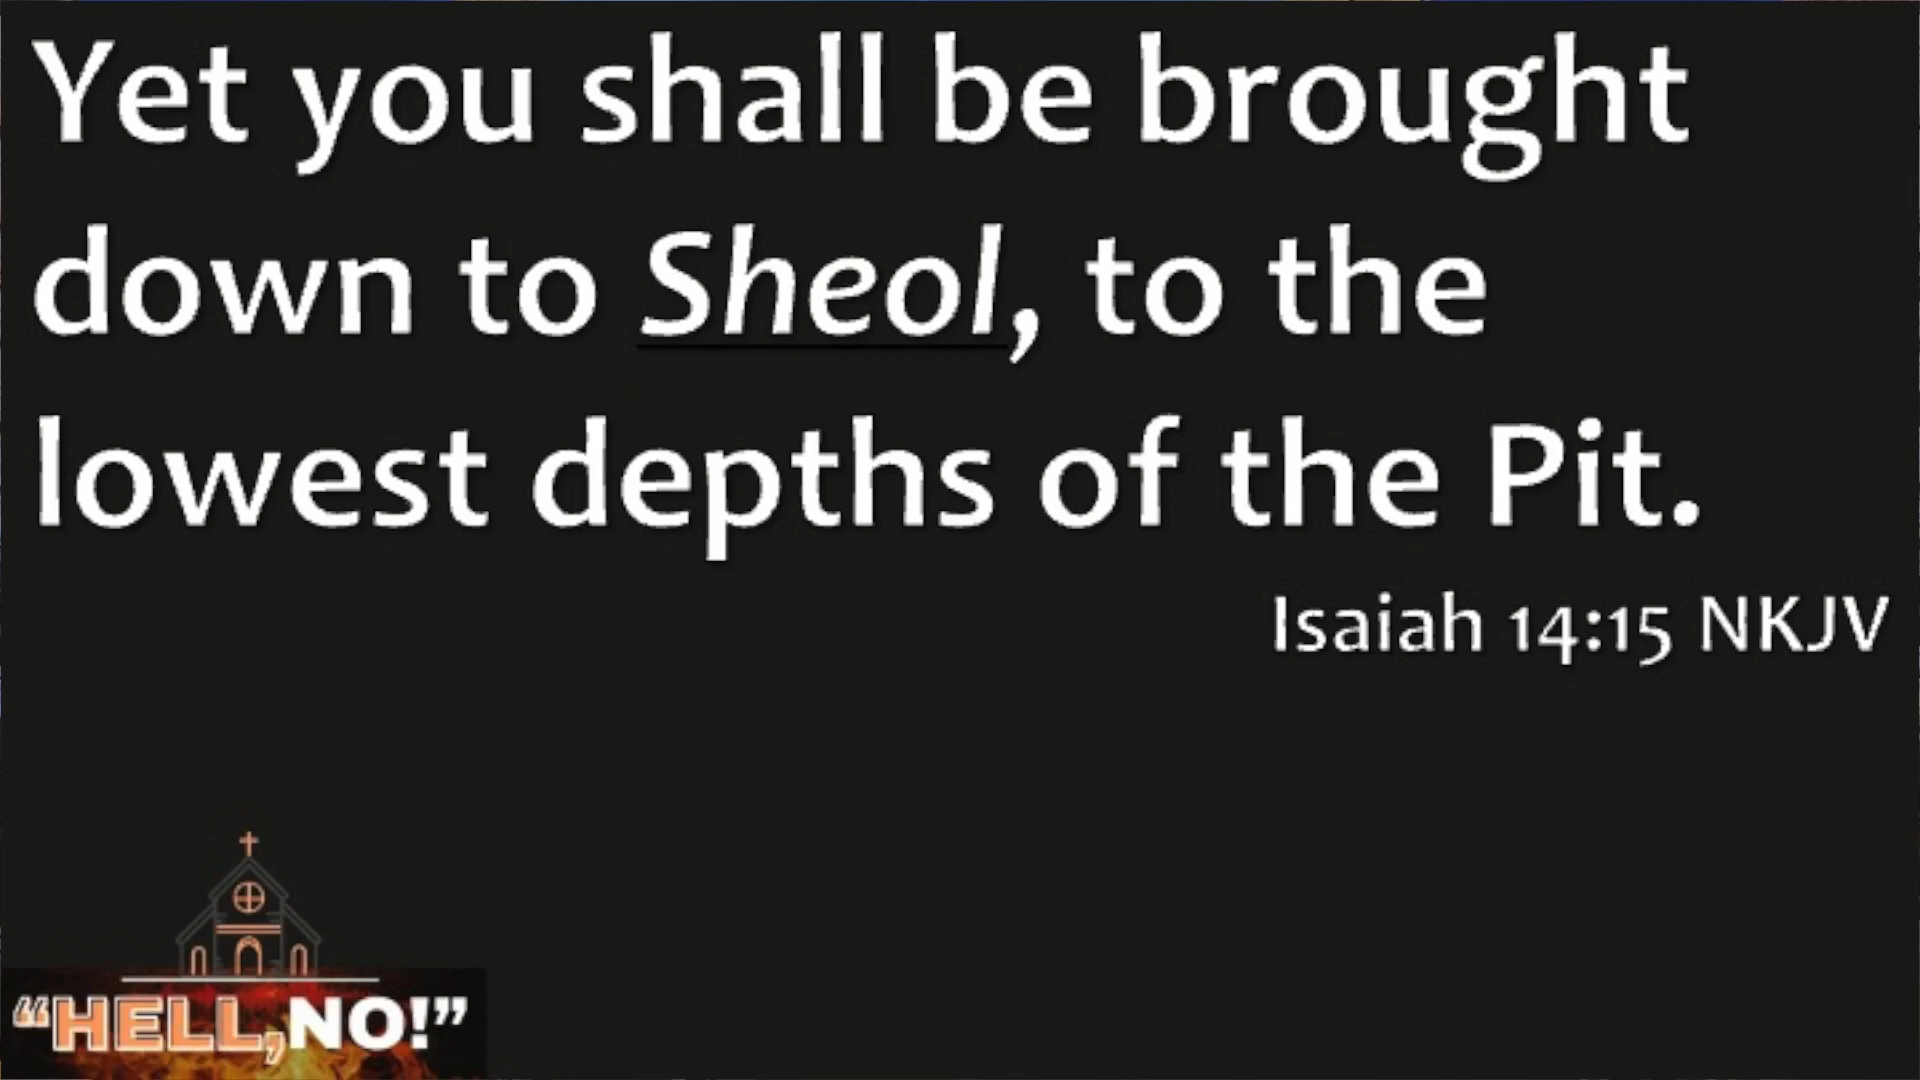 Yet you shall be brought
down to Sheol, to the
lowest depths of the Pit.
Isaiah 14:15 NKJV
“HELL, NO!”